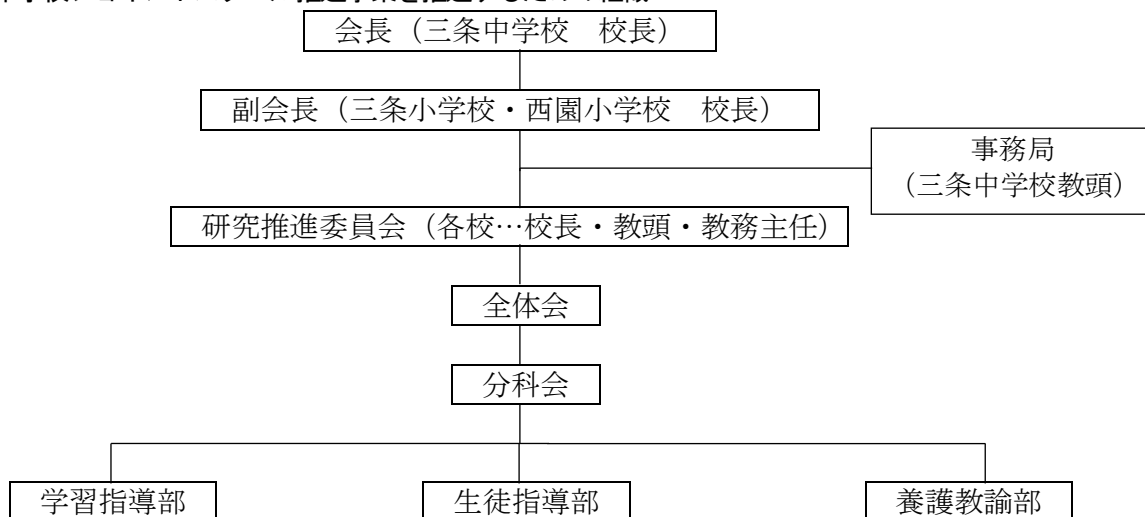 会長（三条中学校　校長）
副会長（三条小学校・西園小学校　校長）
事務局
（三条中学校教頭）
研究推進委員会（各校…校長・教頭・教務主任）
全体会
分科会
学習指導部
生徒指導部
養護教諭部